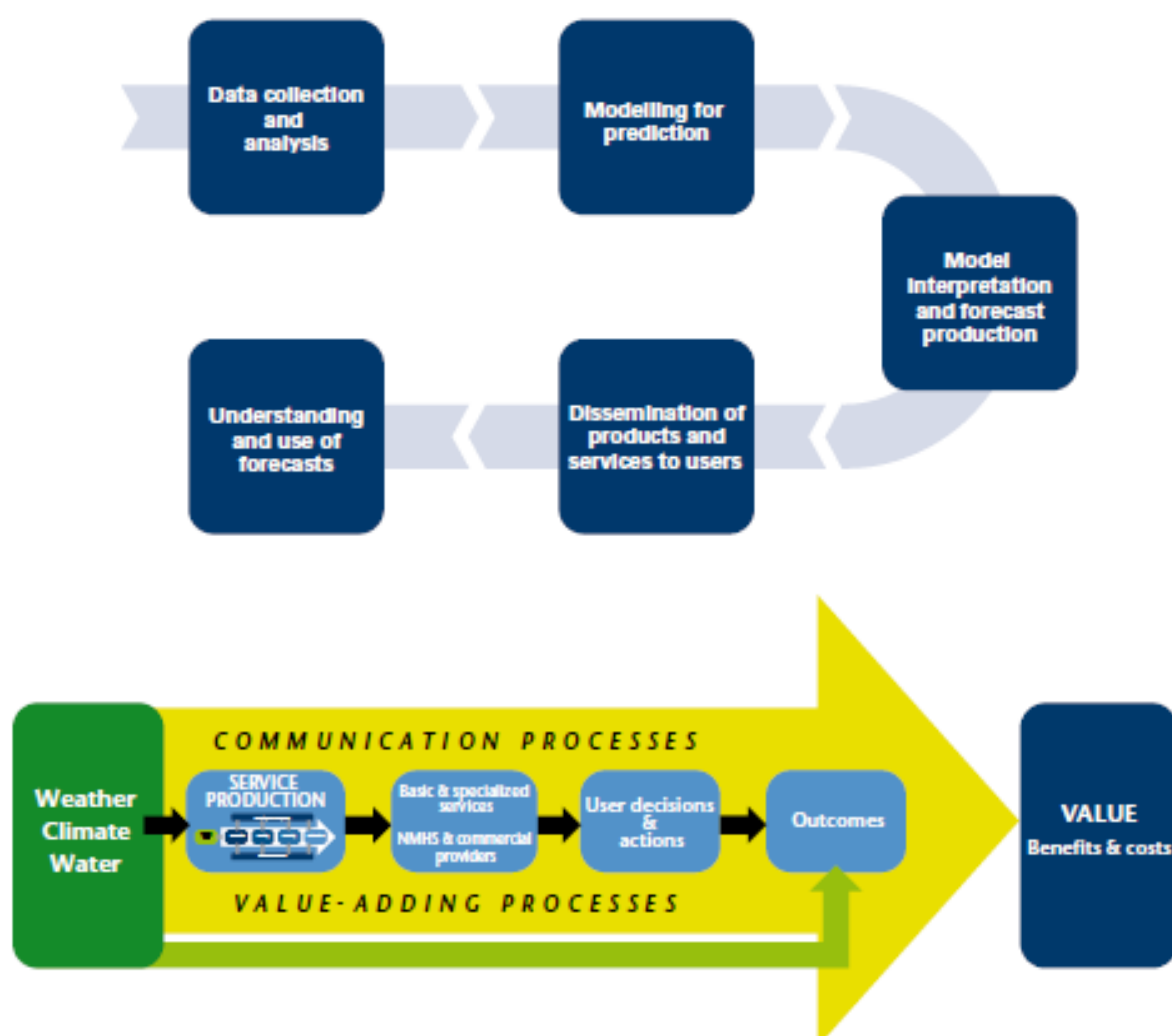 Data collection
and
analysis
Modelling for
prediction
Model
interpretation
and forecast
production
Understanding
and use of
forecasts
Dissemination of
products and
services to users
COMMUNICATION PROCESSES
Weather
Climate
Water
SERVICE
PRODUCTION
Basic & specialized
services
NMHS & commercial
providers
User decisions
&
actions
Outcomes
VALUE
Benefits & costs
VALUE-ADDING PROCESSES